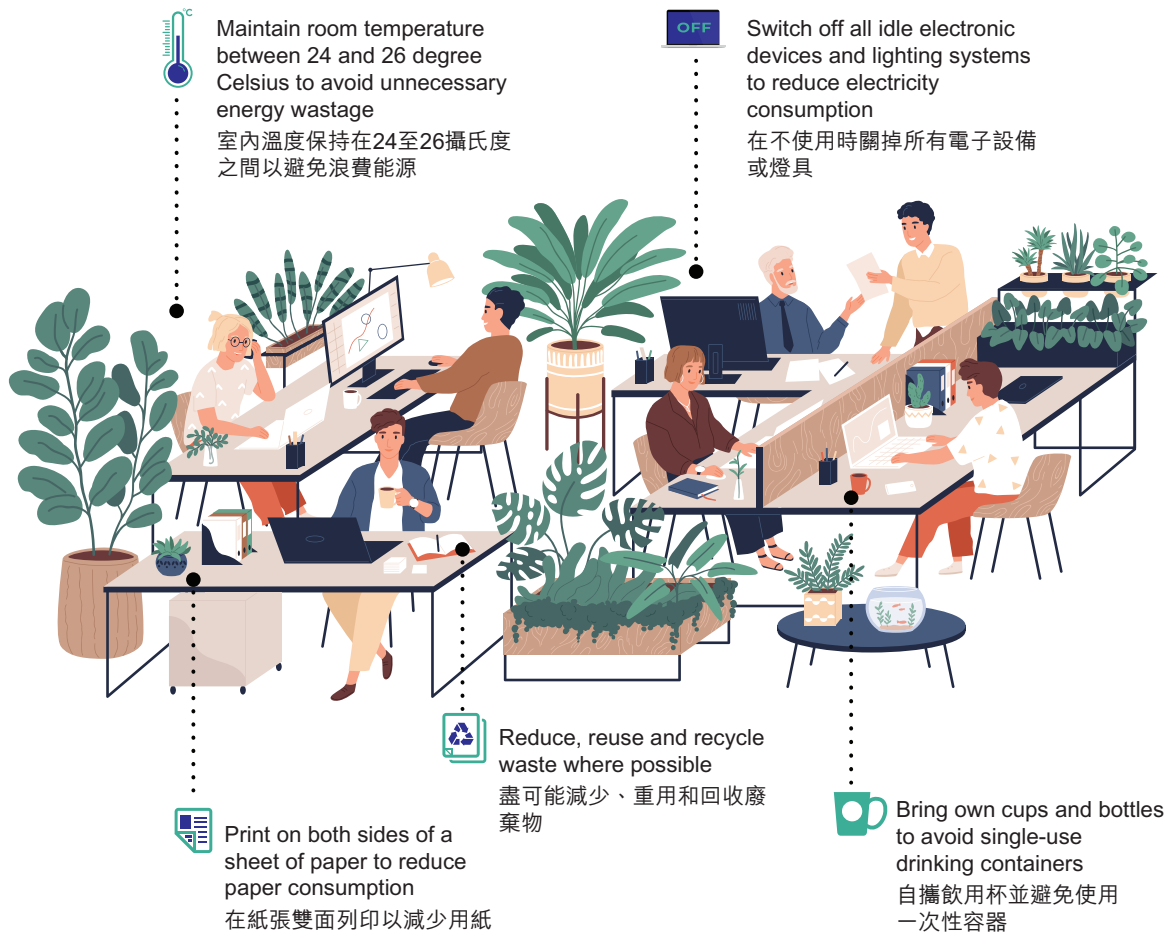 °C
Maintain room temperature
between 24 and 26 degree
Celsius to avoid unnecessary
energy wastage
室內溫度保持在24至26攝氏度
之間以避免浪費能源
OFF
Switch off all idle electronic
devices and lighting systems
to reduce electricity
consumption
在不使用時關掉所有電子設備
或燈具
Reduce, reuse and recycle
waste where possible
盡可能減少、重用和回收廢
棄物
Print on both sides of a
sheet of paper to reduce
paper consumption
在紙張雙面列印以減少用紙
Bring own cups and bottles
to avoid single-use
drinking containers
自攜飲用杯並避免使用
一次性容器